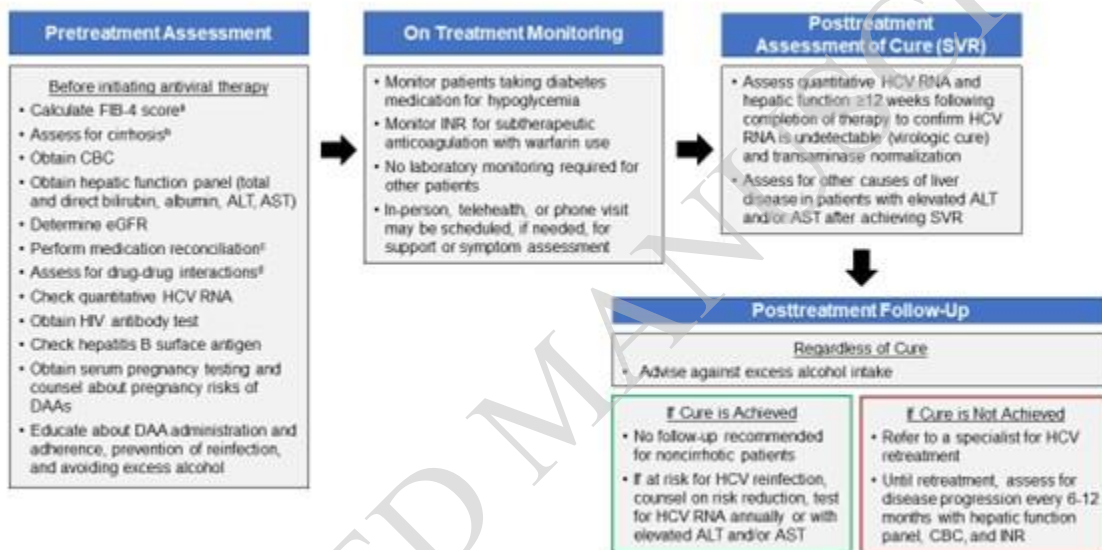 Pretreatment Assessment
Before initiating antiviral therapy
• Calculate FIB-4 scoreª
• Assess for cirrhosisᵇ
• Obtain CBC
• Obtain hepatic function panel (total
and direct bilirubin, albumin, ALT, AST)
• Determine eGFR
• Perform medication reconciliationᶜ
• Assess for drug-drug interactionsᵈ
• Check quantitative HCV RNA
• Obtain HIV antibody test
• Check hepatitis B surface antigen
• Obtain serum pregnancy testing and
counsel about pregnancy risks of
DAAs
• Educate about DAA administration and
adherence, prevention of reinfection,
and avoiding excess alcohol
On Treatment Monitoring
• Monitor patients taking diabetes
medication for hypoglycemia
• Monitor INR for subtherapeutic
anticoagulation with warfarin use
• No laboratory monitoring required for
other patients
• In-person, telehealth, or phone visit
may be scheduled, if needed, for
support or symptom assessment
Posttreatment
Assessment of Cure (SVR)
• Assess quantitative HCV RNA and
hepatic function ≥12 weeks following
completion of therapy to confirm HCV
RNA is undetectable (virologic cure)
and transaminase normalization
• Assess for other causes of liver
disease in patients with elevated ALT
and/or AST after achieving SVR
Posttreatment Follow-Up
Regardless of Cure
• Advise against excess alcohol intake
If Cure is Achieved
• No follow-up recommended
for noncirrhotic patients
• If at risk for HCV reinfection,
counsel on risk reduction, test
for HCV RNA annually or with
elevated ALT and/or AST
If Cure is Not Achieved
• Refer to a specialist for HCV
retreatment
• Until retreatment, assess for
disease progression every 6-12
months with hepatic function
panel, CBC, and INR